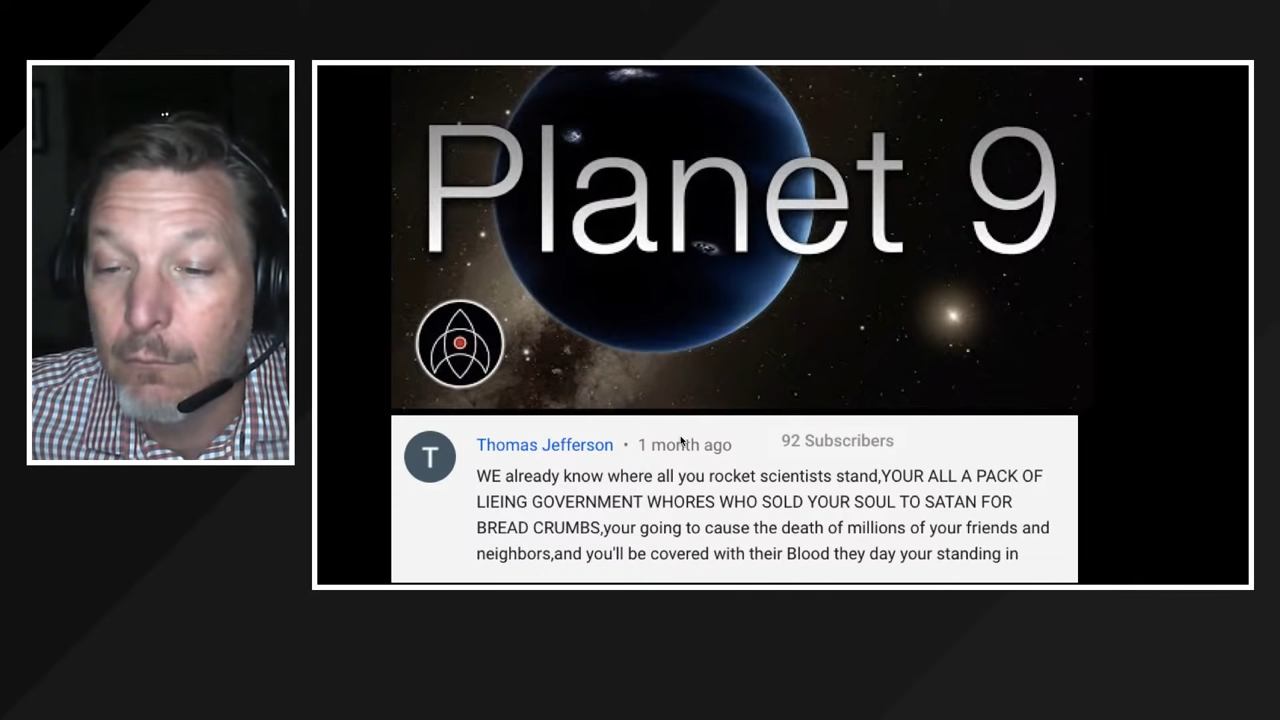 Planet 9
T
Thomas Jefferson • 1 month ago 92 Subscribers
WE already know where all you rocket scientists stand,YOUR ALL A PACK OF
LIEING GOVERNMENT WHORES WHO SOLD YOUR SOUL TO SATAN FOR
BREAD CRUMBS,your going to cause the death of millions of your friends and
neighbors,and you'll be covered with their Blood they day your standing in